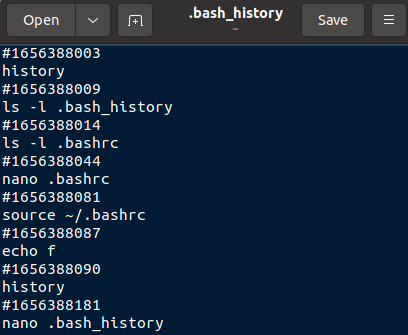 Open
.bash_history
~
Save
#1656388003
history
#1656388009
ls -l .bash_history
#1656388014
ls -l .bashrc
#1656388044
nano .bashrc
#1656388081
source ~/.bashrc
#1656388087
echo f
#1656388090
history
#1656388181
nano .bash_history